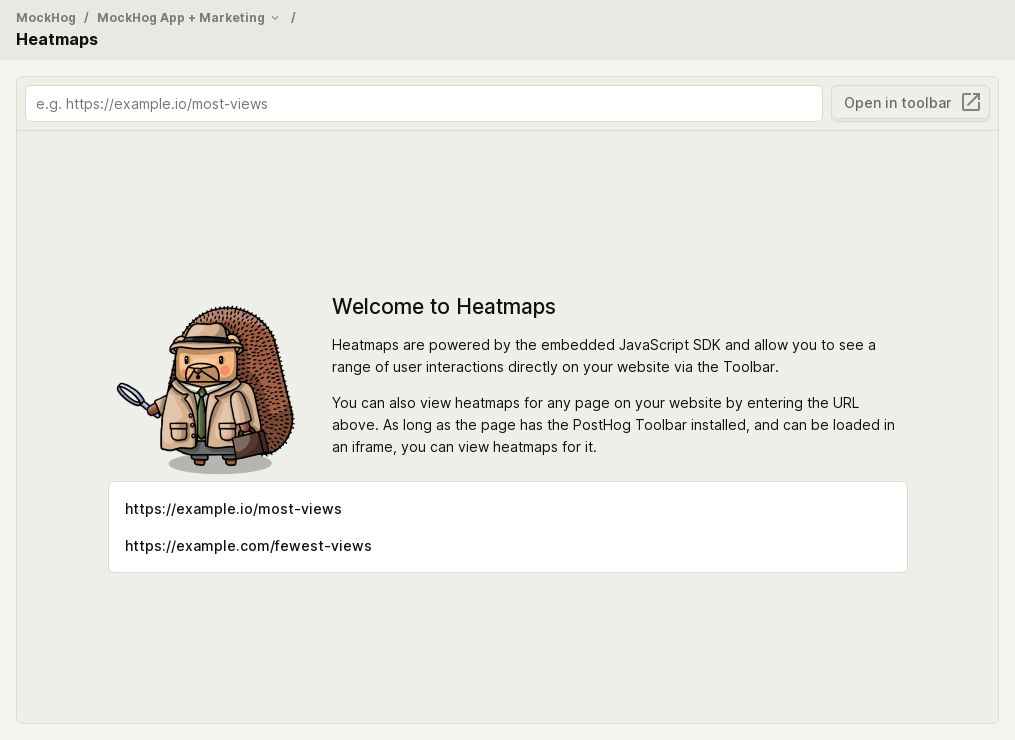 MockHog / MockHog App + Marketing /
Heatmaps
e.g. https://example.io/most-views
Open in toolbar
Welcome to Heatmaps
Heatmaps are powered by the embedded JavaScript SDK and allow you to see a
range of user interactions directly on your website via the Toolbar.
You can also view heatmaps for any page on your website by entering the URL
above. As long as the page has the PostHog Toolbar installed, and can be loaded in
an iframe, you can view heatmaps for it.
https://example.io/most-views
https://example.com/fewest-views